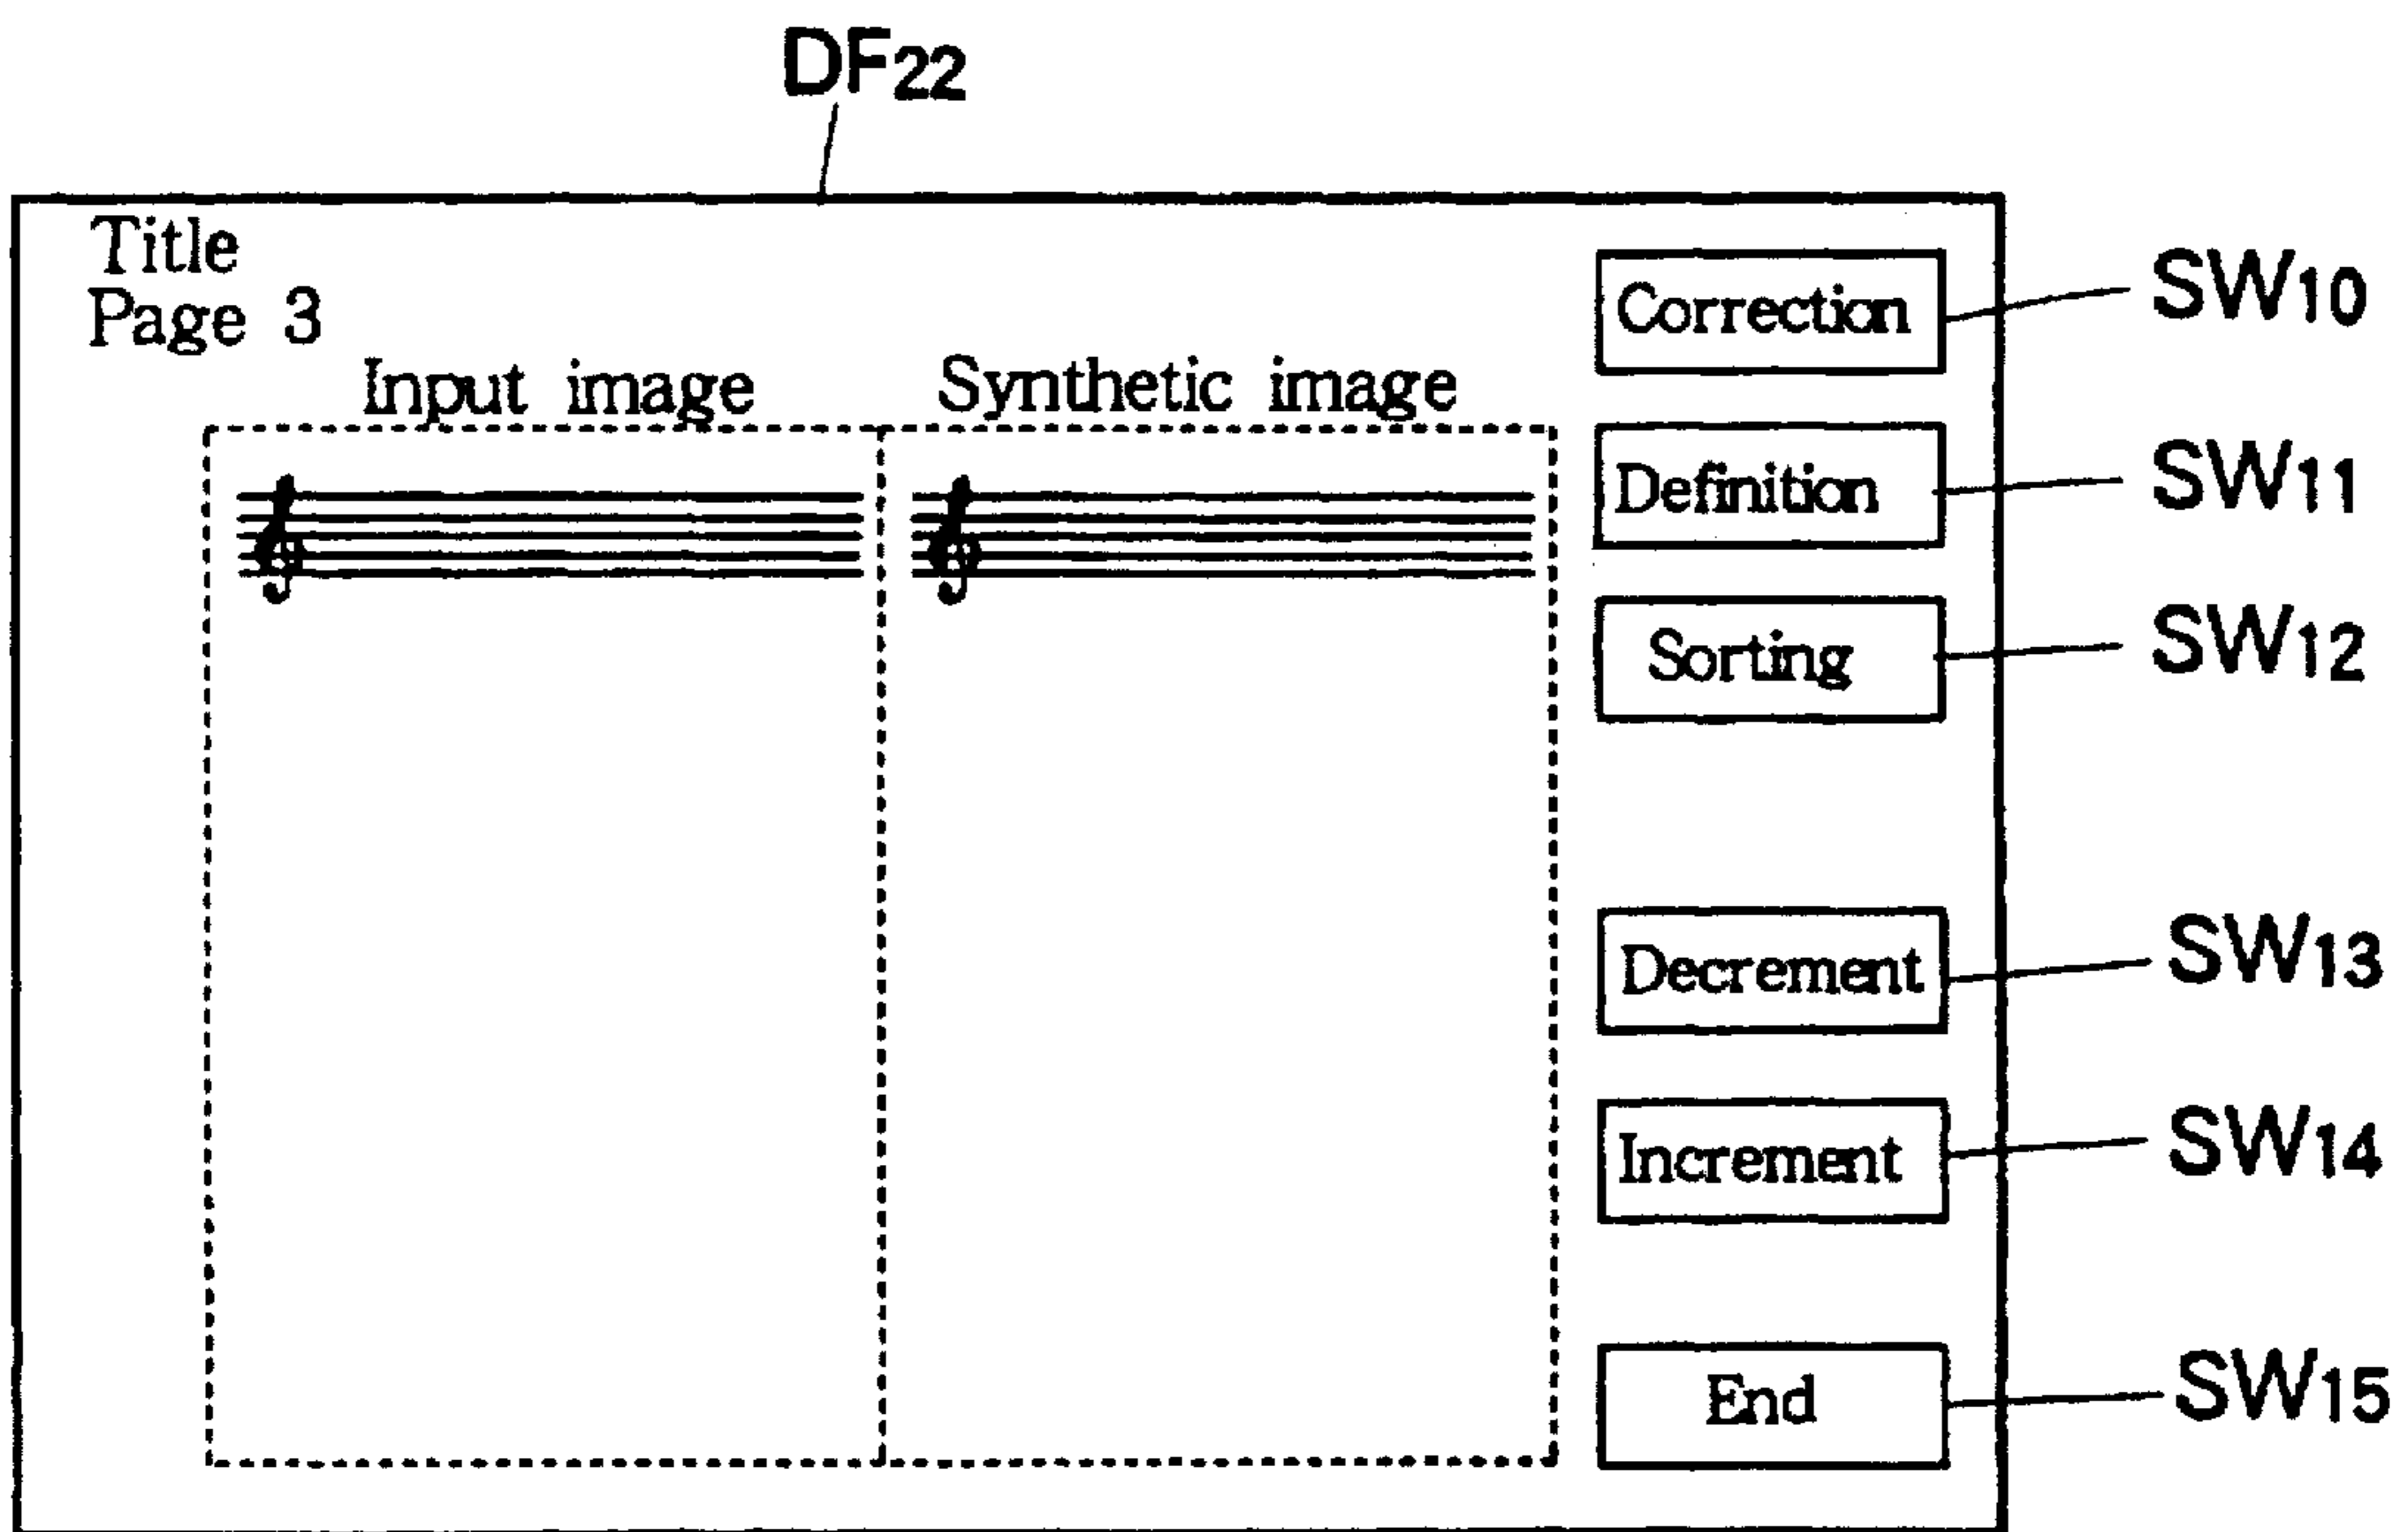 DF22
Title
Page 3
Input image
Synthetic image
Correction
SW10
Definition
SW11
Sorting
SW12
Decrement
SW13
Increment
SW14
End
SW15